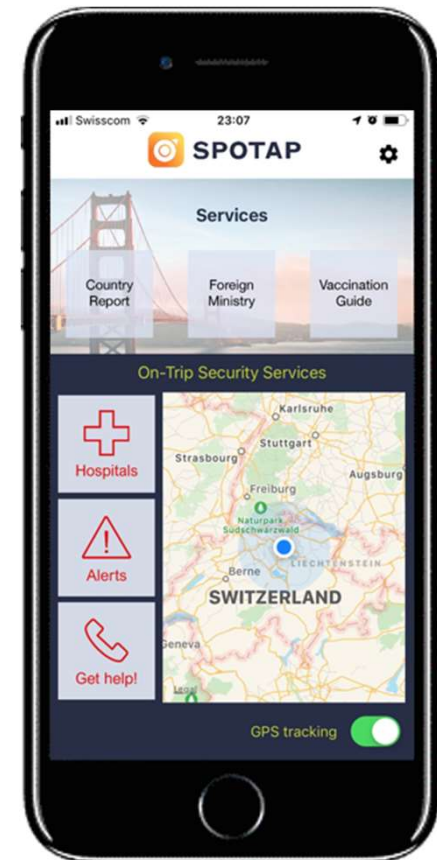 Swisscom
23:07
SPOTAP
Services
Country
Report
Foreign
Ministry
Vaccination
Guide
On-Trip Security Services
Hospitals
Alerts
Get help!
Karlsruhe
Stuttgart
Strasbourg
Augsburg
Freiburg
Naturpark
Südschwarzwald
Berne
LIECHTENSTEIN
SWITZERLAND
Geneva
Legal
GPS tracking